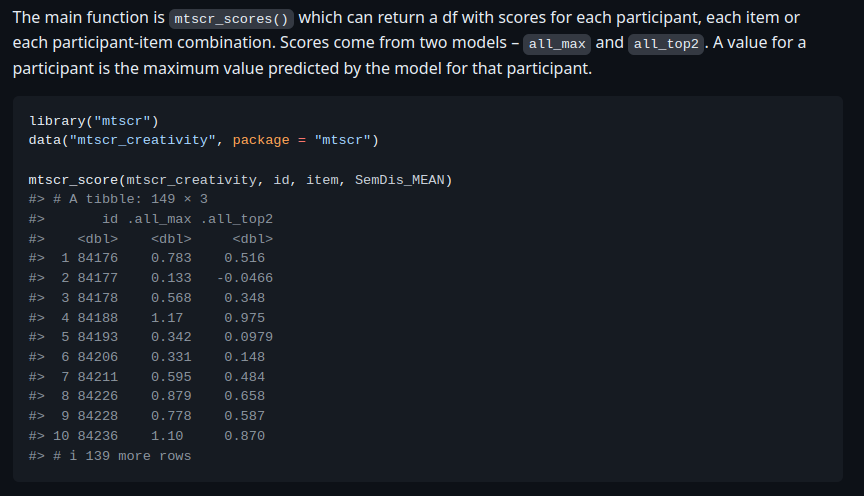 The main function is mtscr_scores() which can return a df with scores for each participant, each item or
each participant-item combination. Scores come from two models – all_max and all_top2. A value for a
participant is the maximum value predicted by the model for that participant.
library("mtscr")
data("mtscr_creativity", package = "mtscr")
mtscr_score(mtscr_creativity, id, item, SemDis_MEAN)
#> # A tibble: 149 × 3
#>       id .all_max .all_top2
#>    <dbl>    <dbl>     <dbl>
#>  1 84176    0.783    0.516
#>  2 84177    0.133   -0.0466
#>  3 84178    0.568    0.348
#>  4 84188    1.17     0.975
#>  5 84193    0.342    0.0979
#>  6 84206    0.331    0.148
#>  7 84211    0.595    0.484
#>  8 84226    0.879    0.658
#>  9 84228    0.778    0.587
#> 10 84236    1.10     0.870
#> # i 139 more rows